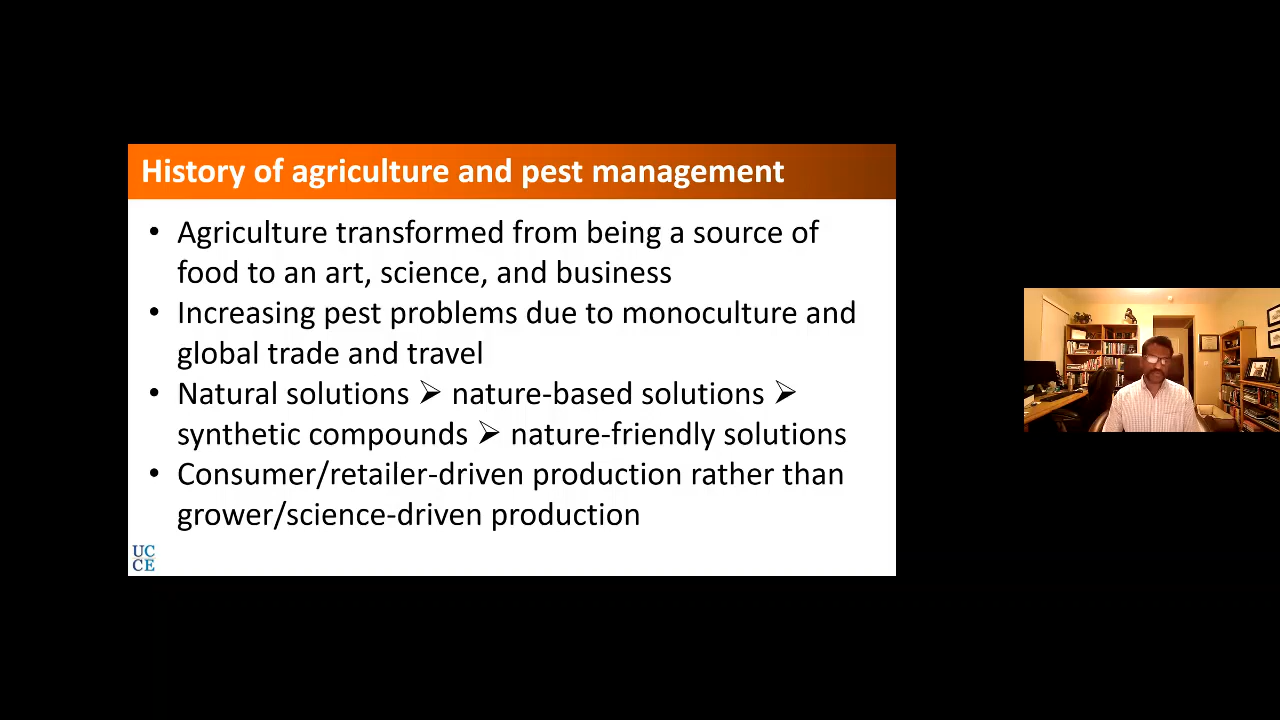 History of agriculture and pest management
• Agriculture transformed from being a source of
food to an art, science, and business
• Increasing pest problems due to monoculture and
global trade and travel
• Natural solutions ➢ nature-based solutions ➢
synthetic compounds ➢ nature-friendly solutions
• Consumer/retailer-driven production rather than
grower/science-driven production
UC
CE